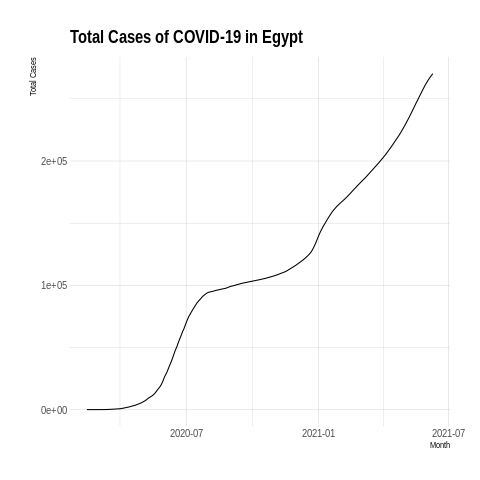 Total Cases of COVID-19 in Egypt
Total Cases
2e+05
1e+05
0e+00
2020-07
2021-01
2021-07
Month